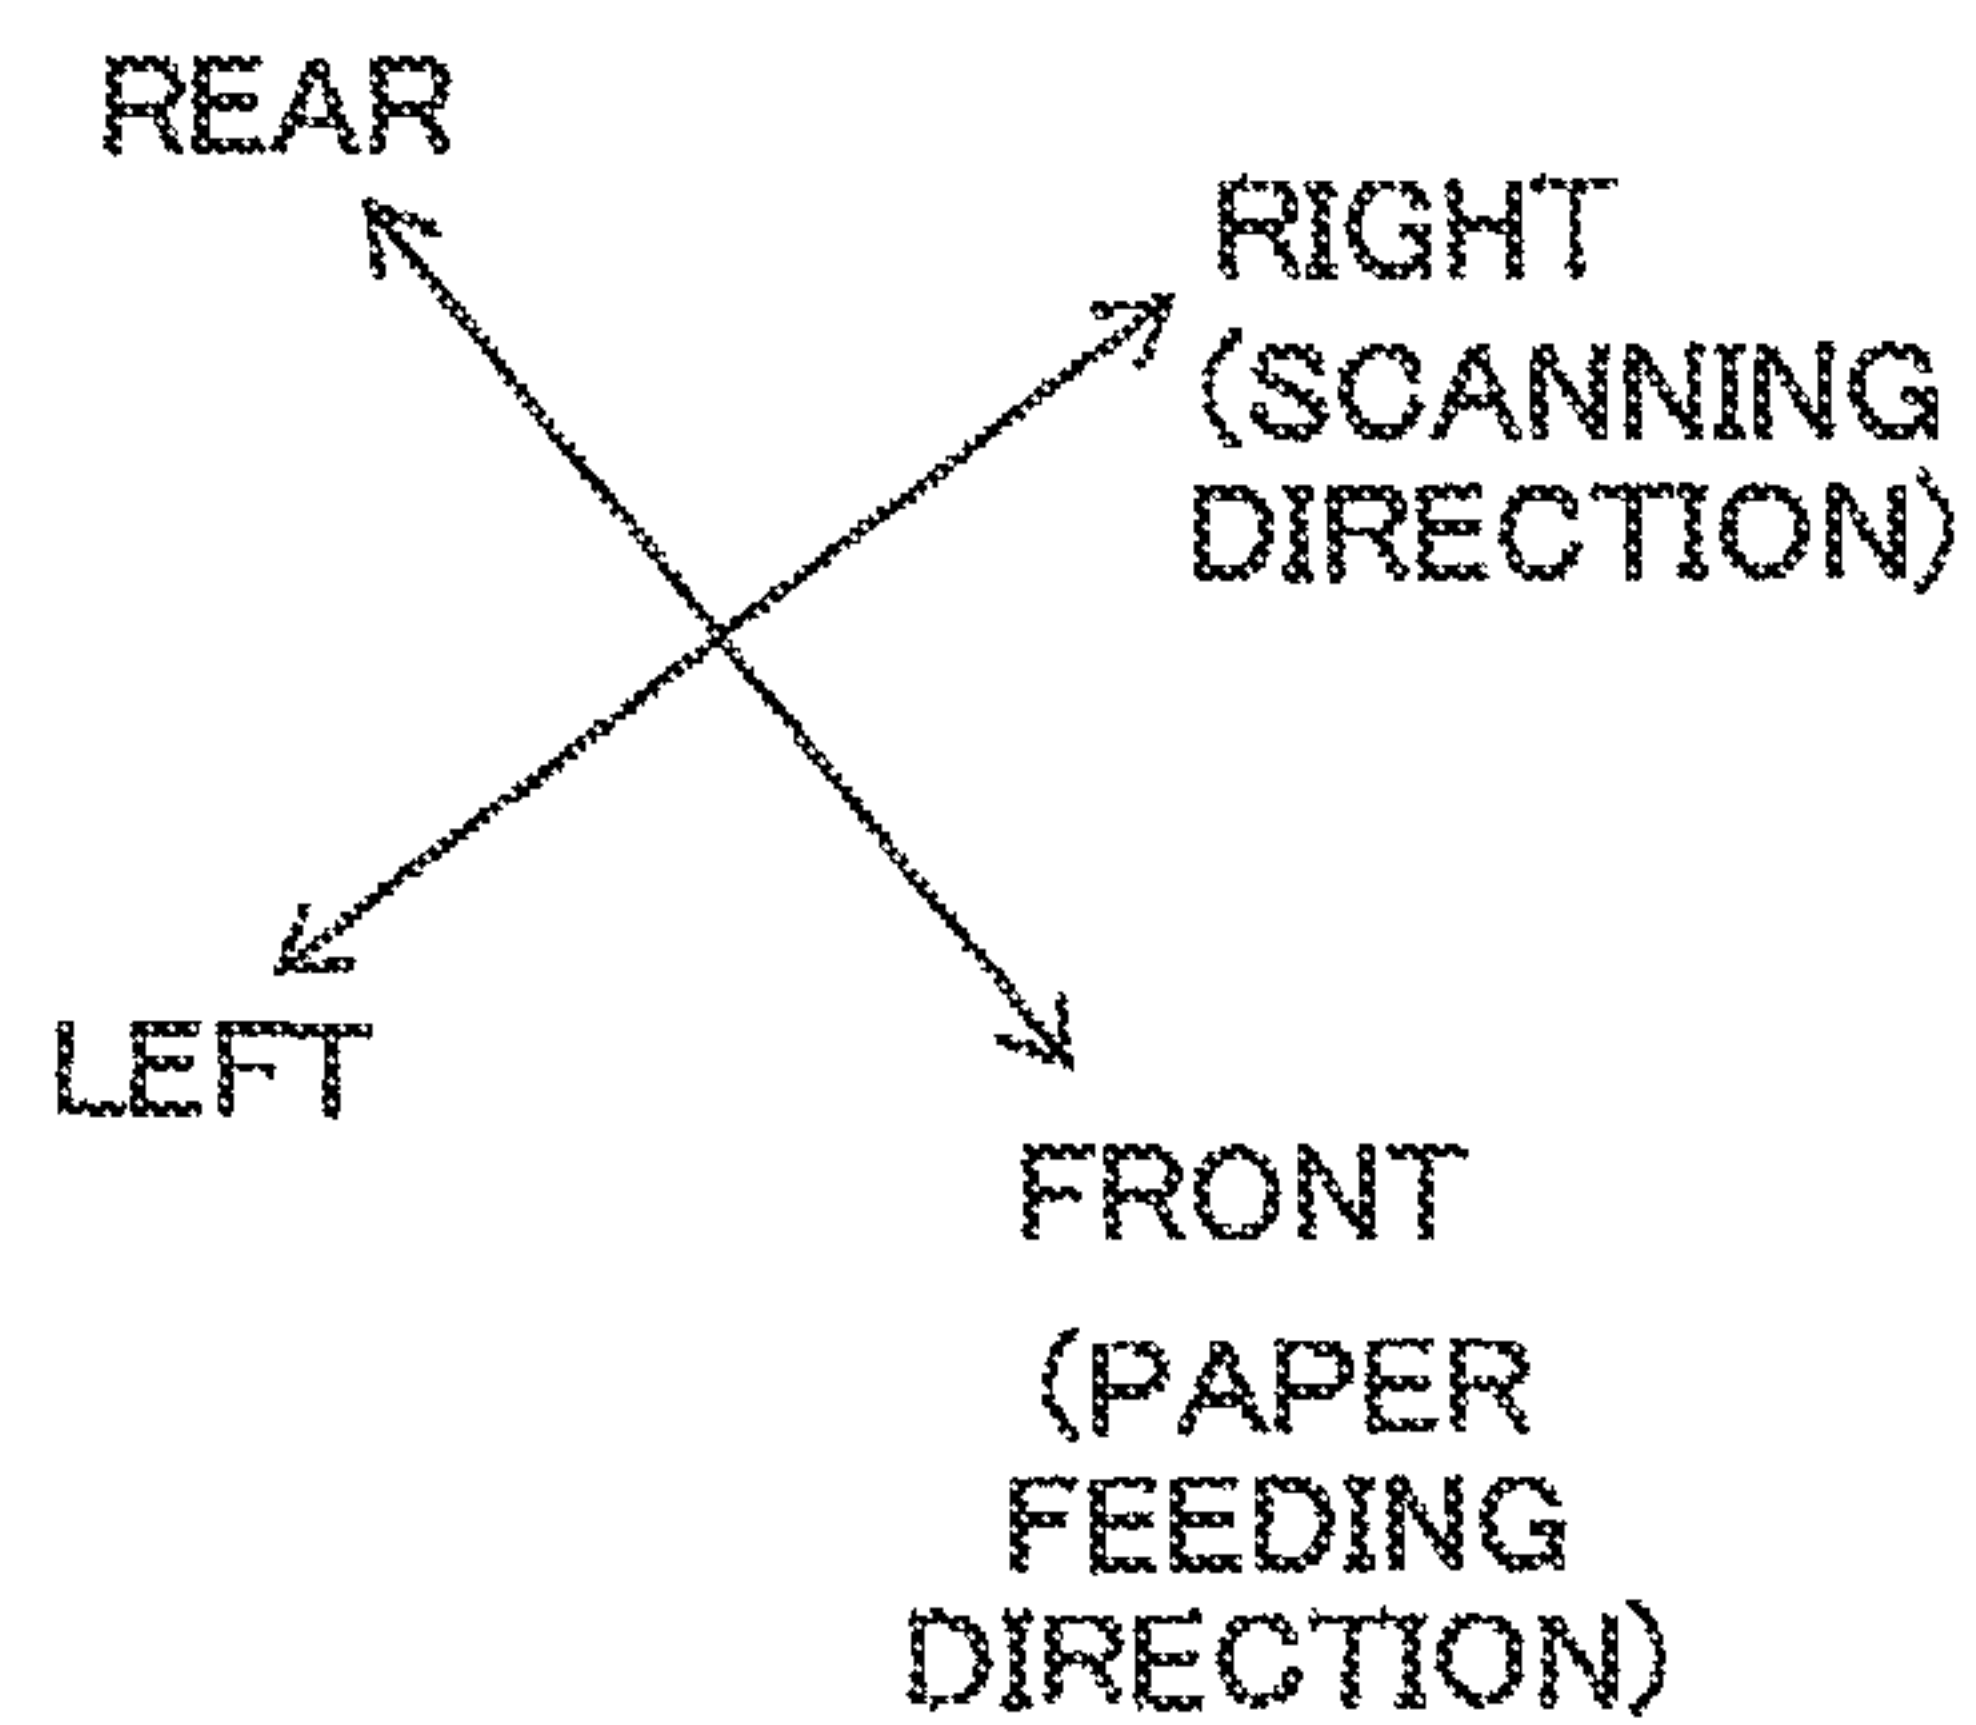 REAR
RIGHT
(SCANNING
DIRECTION)
LEFT
FRONT
(PAPER
FEEDING
DIRECTION)